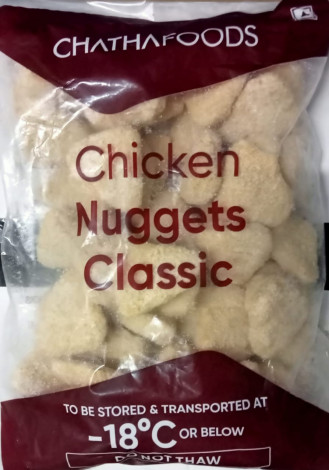 CHATHAFOODS
Chicken
Nuggets
Classic
TO BE STORED & TRANSPORTED AT
-18°C OR BELOW
DO NOT THAW